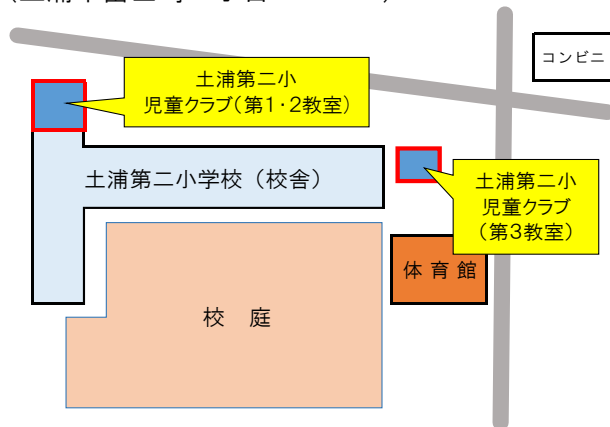 コンビニ
土浦第二小
児童クラブ(第1・2教室)
土浦第二小学校（校舎）
土浦第二小
児童クラブ
（第3教室）
体 育 館
校　庭